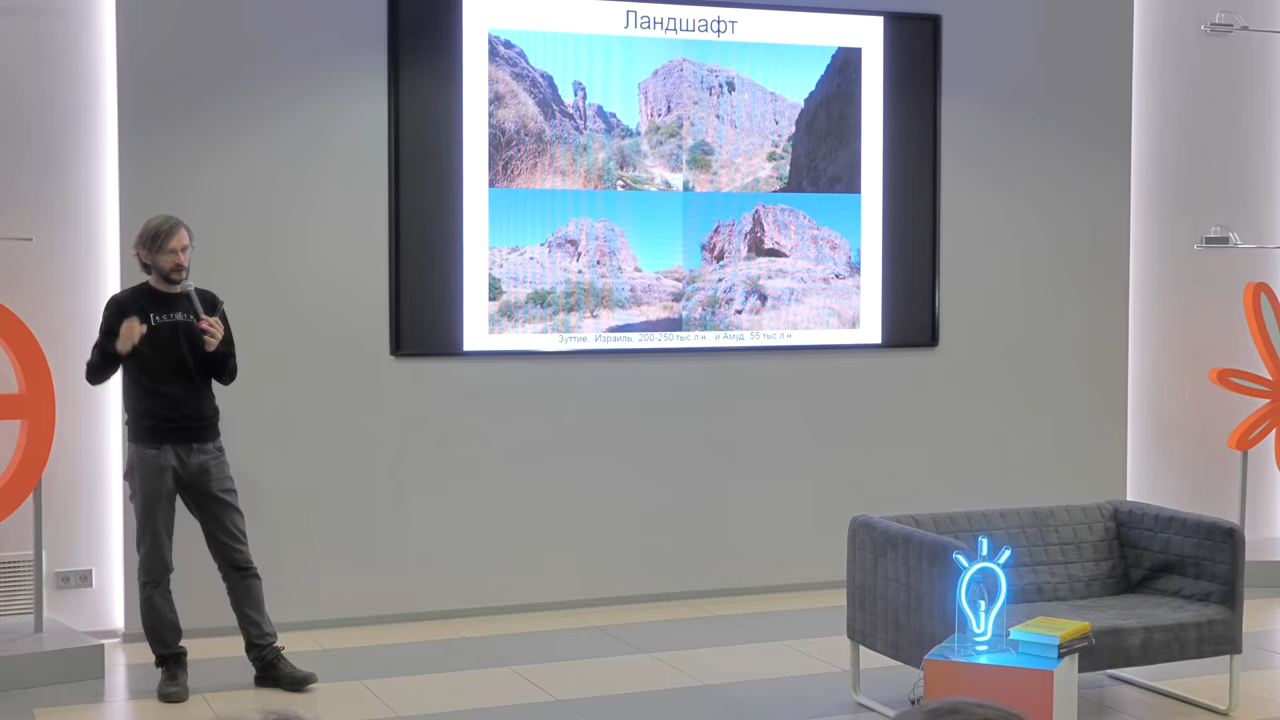 Ландшафт
Зуттие, Израиль, 200-250 тыс.л.н., и Амуд, 55 тыс.л.н.